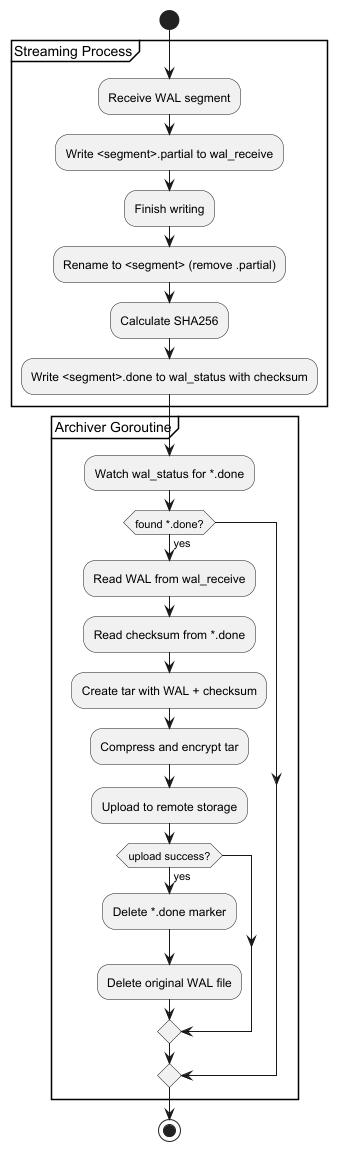 Streaming Process
Receive WAL segment
Write <segment>.partial to wal_receive
Finish writing
Rename to <segment> (remove .partial)
Calculate SHA256
Write <segment>.done to wal_status with checksum
Archiver Goroutine
Watch wal_status for *.done
found *.done?
yes
Read WAL from wal_receive
Read checksum from *.done
Create tar with WAL + checksum
Compress and encrypt tar
Upload to remote storage
upload success?
yes
Delete *.done marker
Delete original WAL file